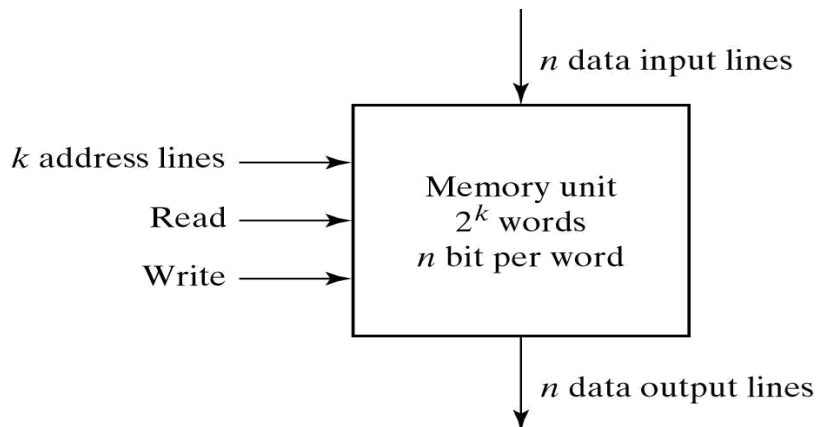 n data input lines
k address lines
Read
Write
Memory unit
2^k words
n bit per word
n data output lines